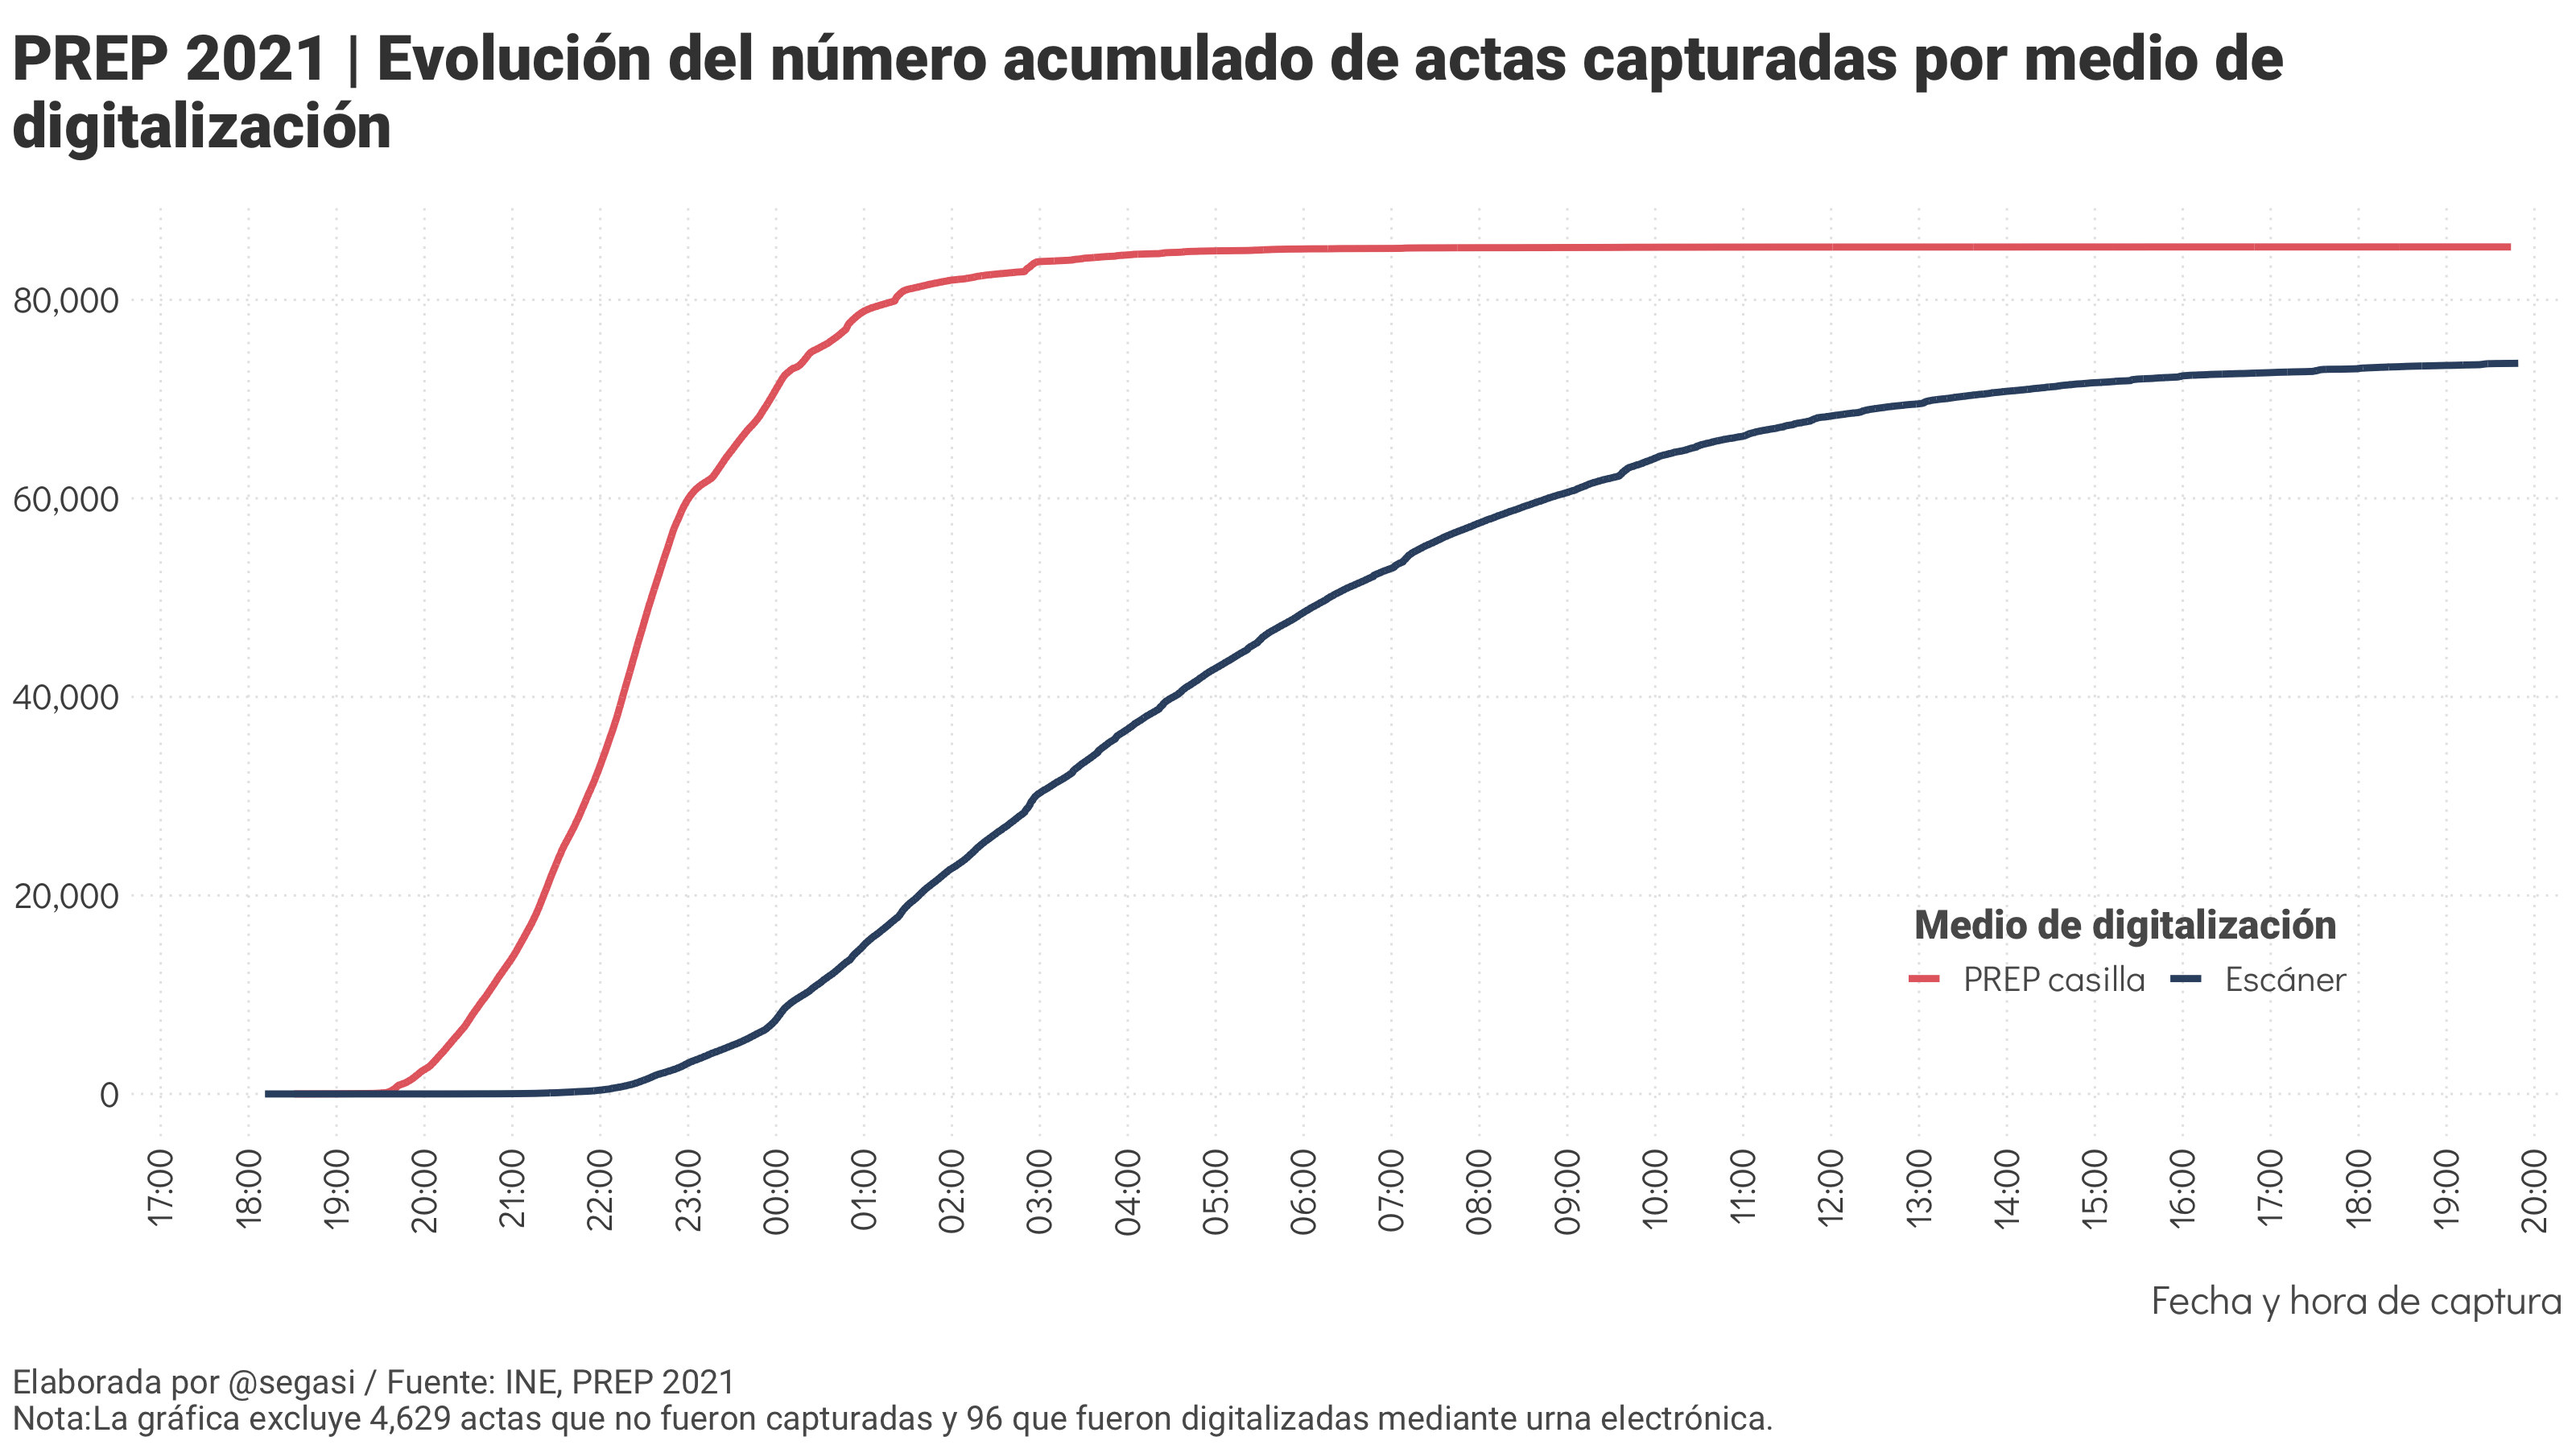 PREP 2021 | Evolución del número acumulado de actas capturadas por medio de
digitalización
80,000
60,000
40,000
20,000
0
Medio de digitalización
PREP casilla Escáner
17:00 18:00 19:00 20:00 21:00 22:00 23:00 00:00 01:00 02:00 03:00 04:00 05:00 06:00 07:00 08:00 09:00 10:00 11:00 12:00 13:00 14:00 15:00 16:00 17:00 18:00 19:00 20:00
Fecha y hora de captura
Elaborada por @segasi / Fuente: INE, PREP 2021
Nota:La gráfica excluye 4,629 actas que no fueron capturadas y 96 que fueron digitalizadas mediante urna electrónica.